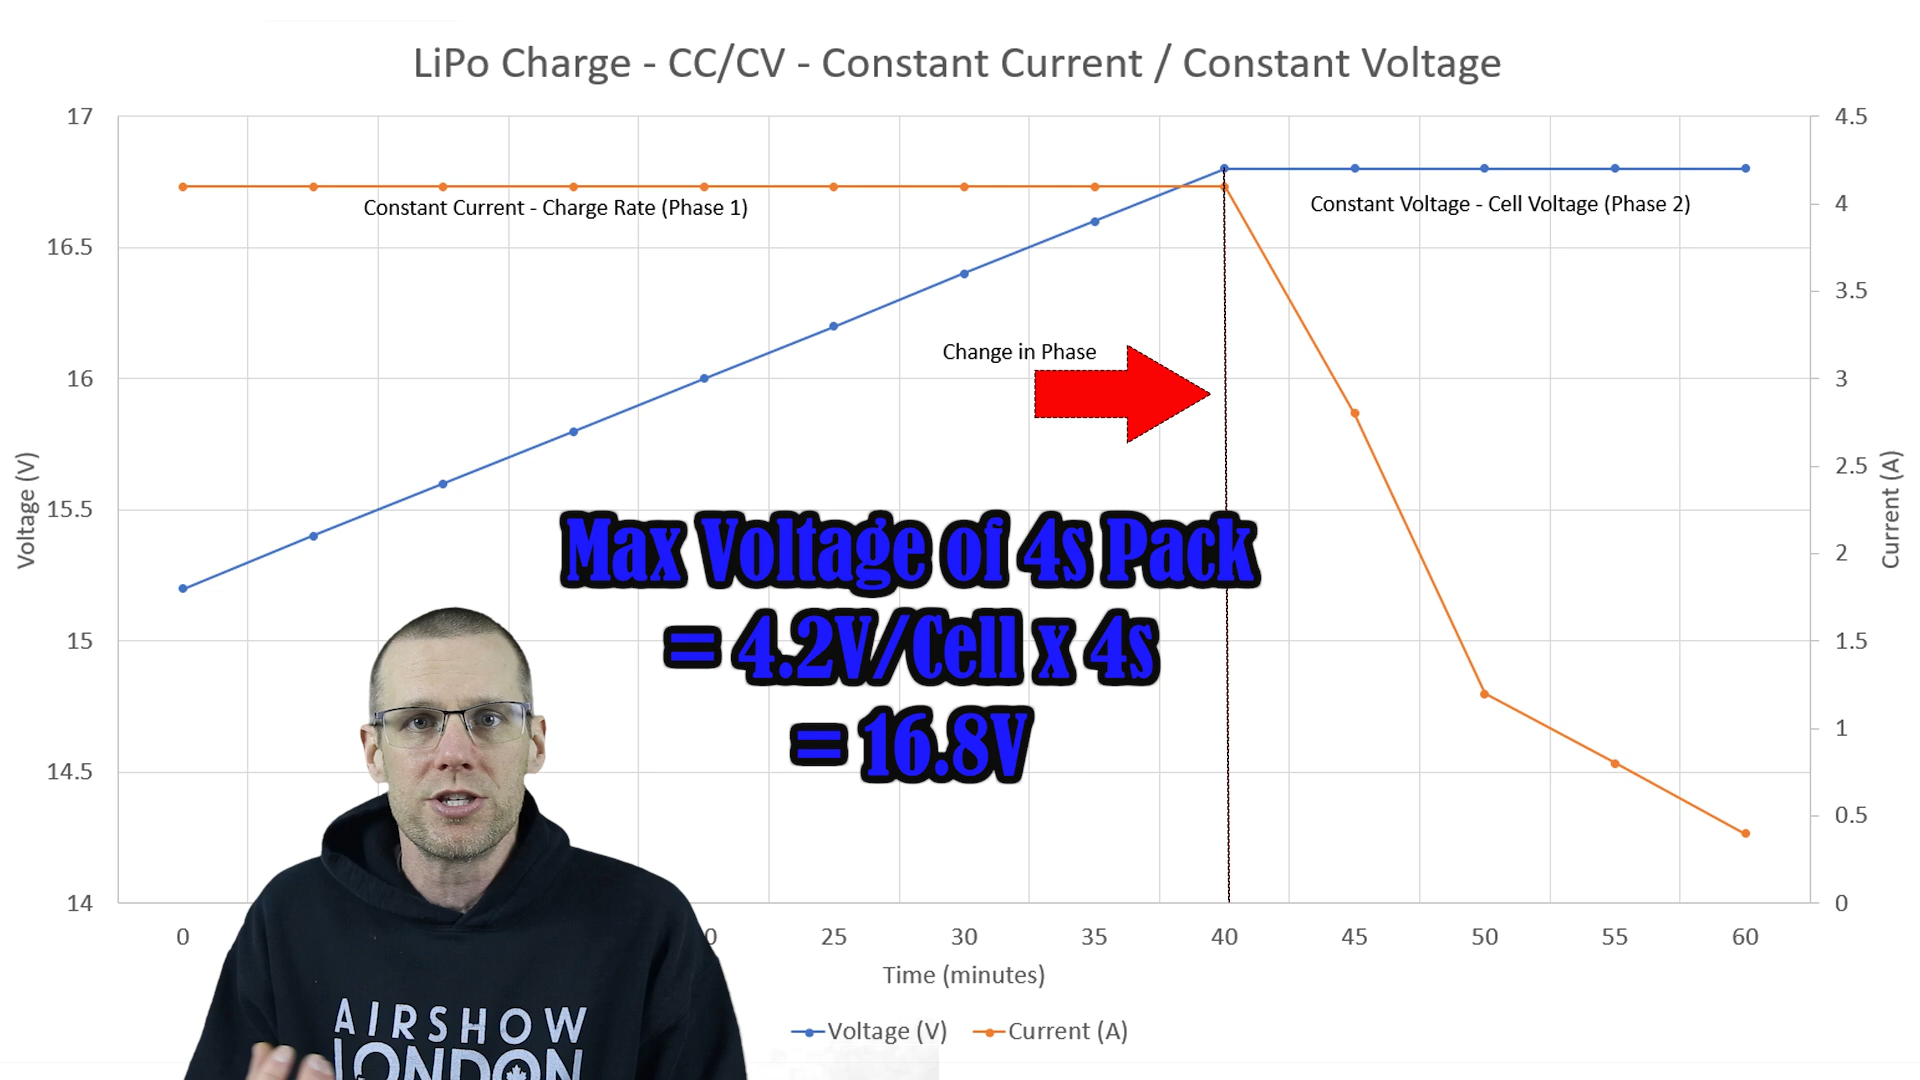 LiPo Charge - CC/CV - Constant Current / Constant Voltage
17
16.5
16
15.5
15
14.5
14
Voltage (V)
4.5
4
3.5
3
2.5
2
1.5
1
0.5
0
Current (A)
Constant Current - Charge Rate (Phase 1)
Constant Voltage - Cell Voltage (Phase 2)
Change in Phase
Max Voltage of 4s Pack
= 4.2V/Cell x 4s
= 16.8V
0 25 30 35 40 45 50 55 60
Time (minutes)
Voltage (V) Current (A)
AIRSHOW
LONDON